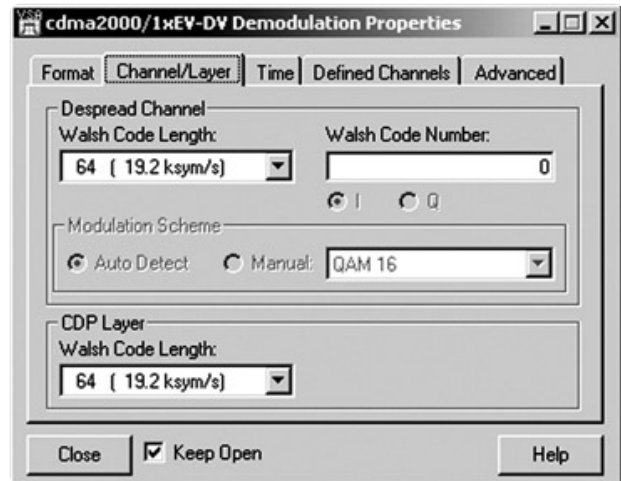 VSA
cdma2000/1xEV-DV Demodulation Properties
Format Channel/Layer Time Defined Channels Advanced
Despread Channel
Walsh Code Length: Walsh Code Number:
64 ( 19.2 ksym/s) 0
I Q
Modulation Scheme
Auto Detect Manual: QAM 16
CDP Layer
Walsh Code Length:
64 ( 19.2 ksym/s)
Close Keep Open Help